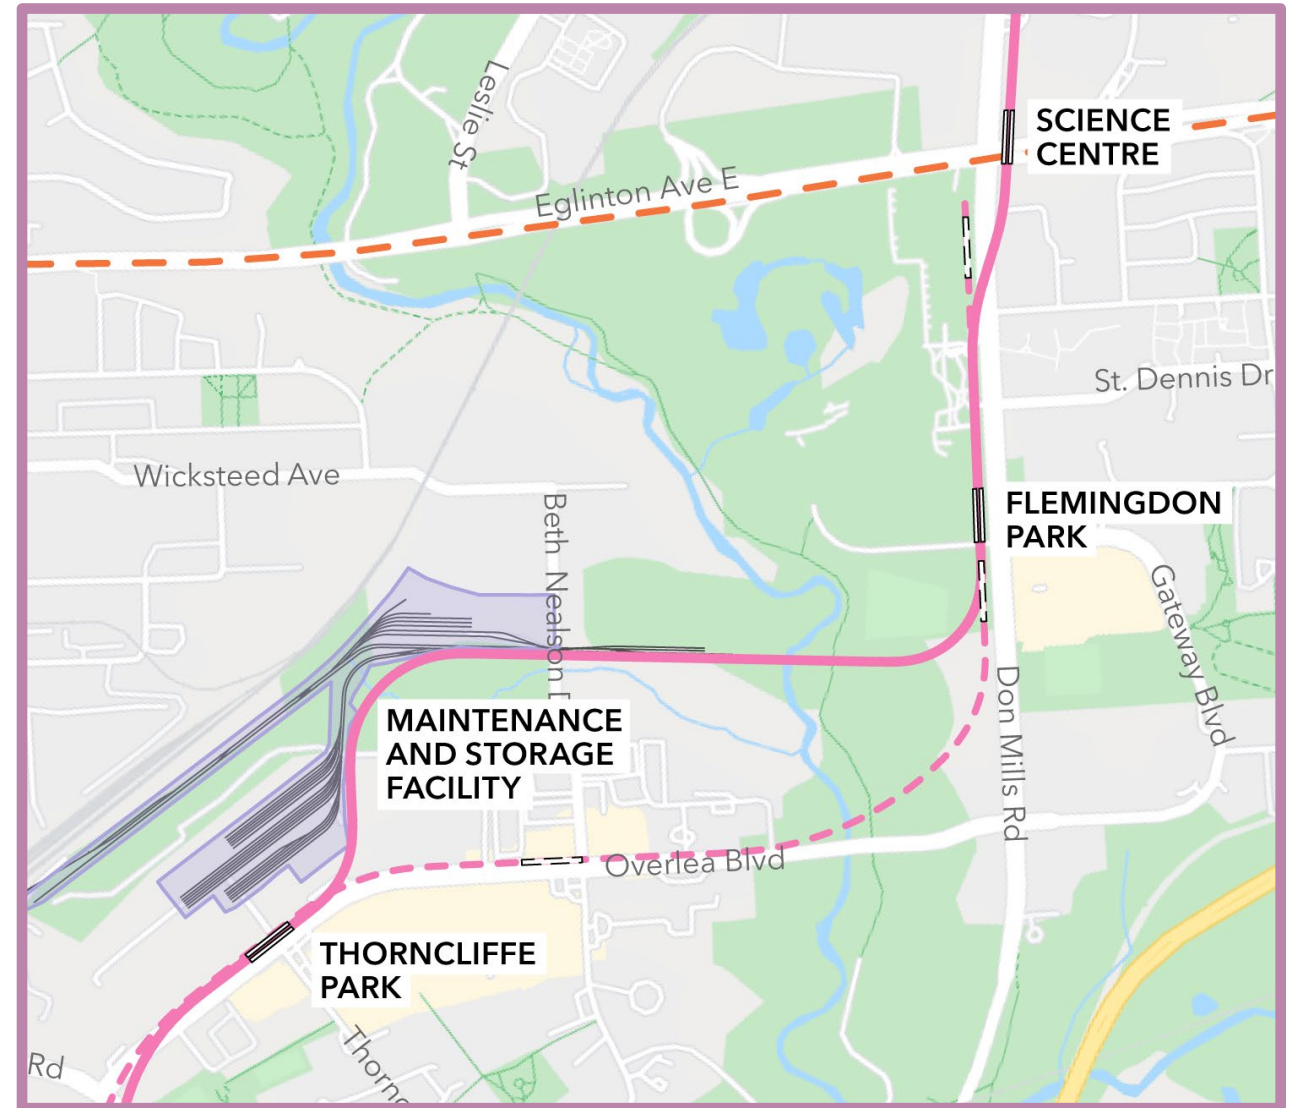 Leslie St
SCIENCE
CENTRE
Eglinton Ave E
St. Dennis Dr
Wicksteed Ave
FLEMINGDON
PARK
Beth Nealson D
Gateway Blvd
Don Mills Rd
MAINTENANCE
AND STORAGE
FACILITY
Overlea Blvd
THORNCLIFFE
PARK
Rd
Thornc